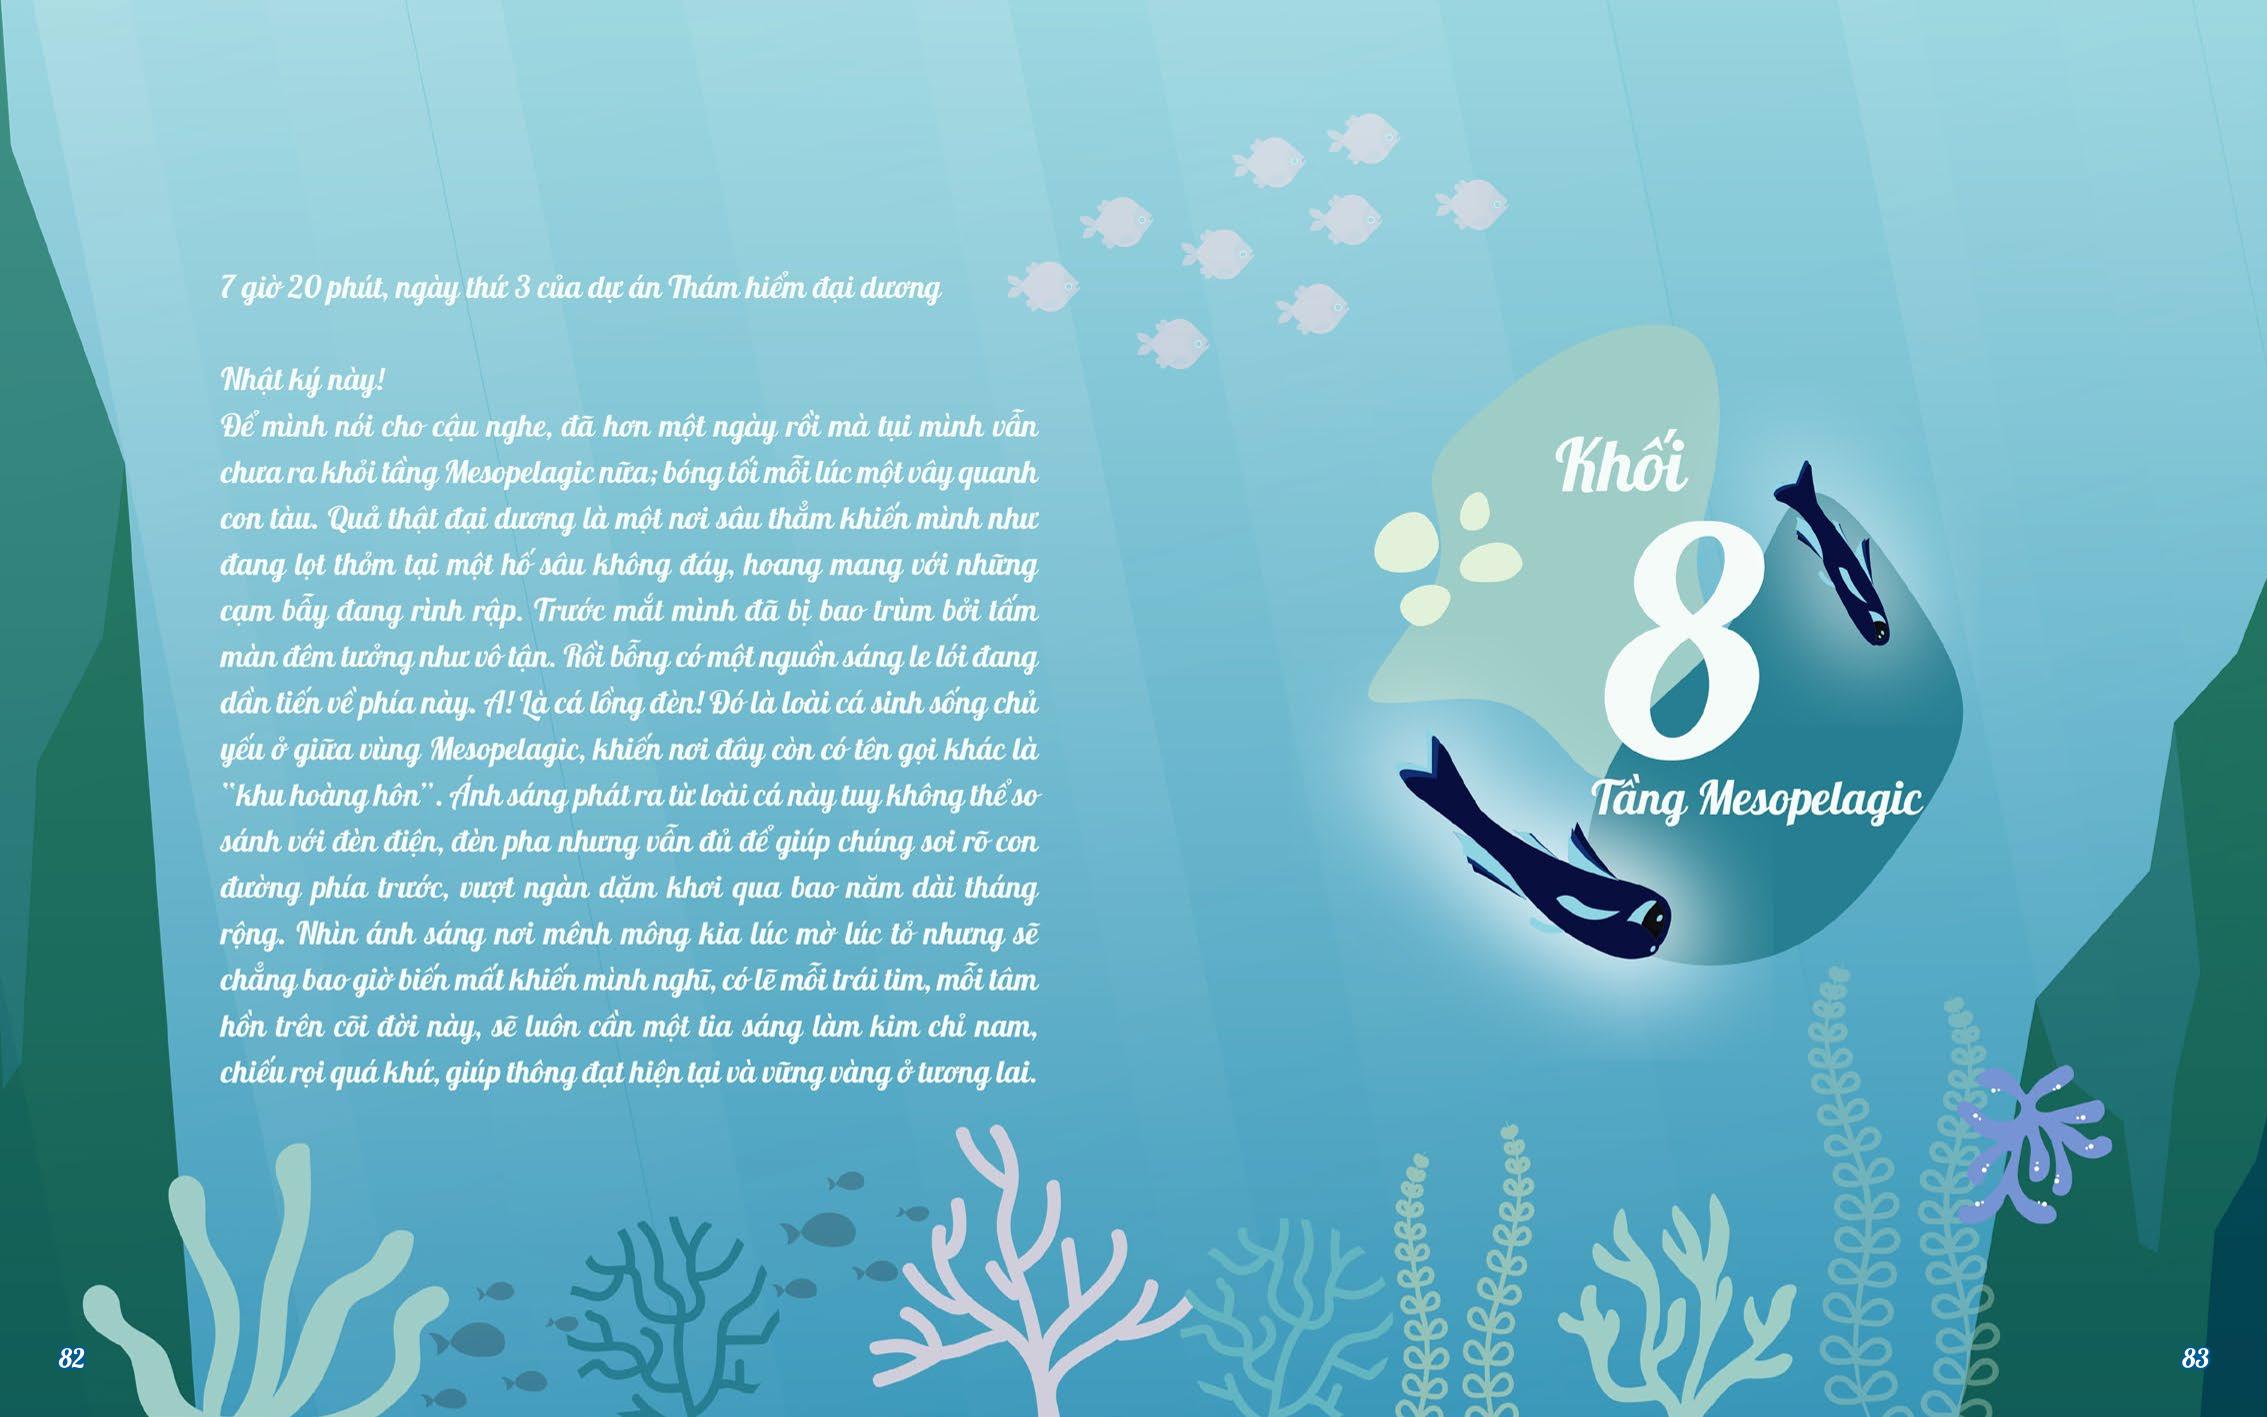 7 giờ 20 phút, ngày thứ 3 của dự án Thám hiểm đại dương
Nhật ký này!
Để mình nói cho cậu nghe, đã hơn một ngày rồi mà tụi mình vẫn
chưa ra khỏi tầng Mesopelagic nữa; bóng tối mỗi lúc một vây quanh
con tàu. Quả thật đại dương là một nơi sâu thẳm khiến mình như
đang lọt thỏm tại một hố sâu không đáy, hoang mang với những
cạm bẫy đang rình rập. Trước mắt mình đã bị bao trùm bởi tấm
màn đêm tưởng như vô tận. Rồi bỗng có một nguồn sáng le lói đang
dần tiến về phía này. A! Là cá lồng đèn! Đó là loài cá sinh sống chủ
yếu ở giữa vùng Mesopelagic, khiến nơi đây còn có tên gọi khác là
“khu hoàng hôn”. Ánh sáng phát ra từ loài cá này tuy không thể so
sánh với đèn điện, đèn pha nhưng vẫn đủ để giúp chúng soi rõ con
đường phía trước, vượt ngàn dặm khơi qua bao năm dài tháng
rộng. Nhìn ánh sáng nơi mênh mông kia lúc mờ lúc tỏ nhưng sẽ
chẳng bao giờ biến mất khiến mình nghĩ, có lẽ mỗi trái tim, mỗi tâm
hồn trên cõi đời này, sẽ luôn cần một tia sáng làm kim chỉ nam,
chiếu rọi quá khứ, giúp thông đạt hiện tại và vững vàng ở tương lai.
82
Khối
8
Tầng Mesopelagic
83